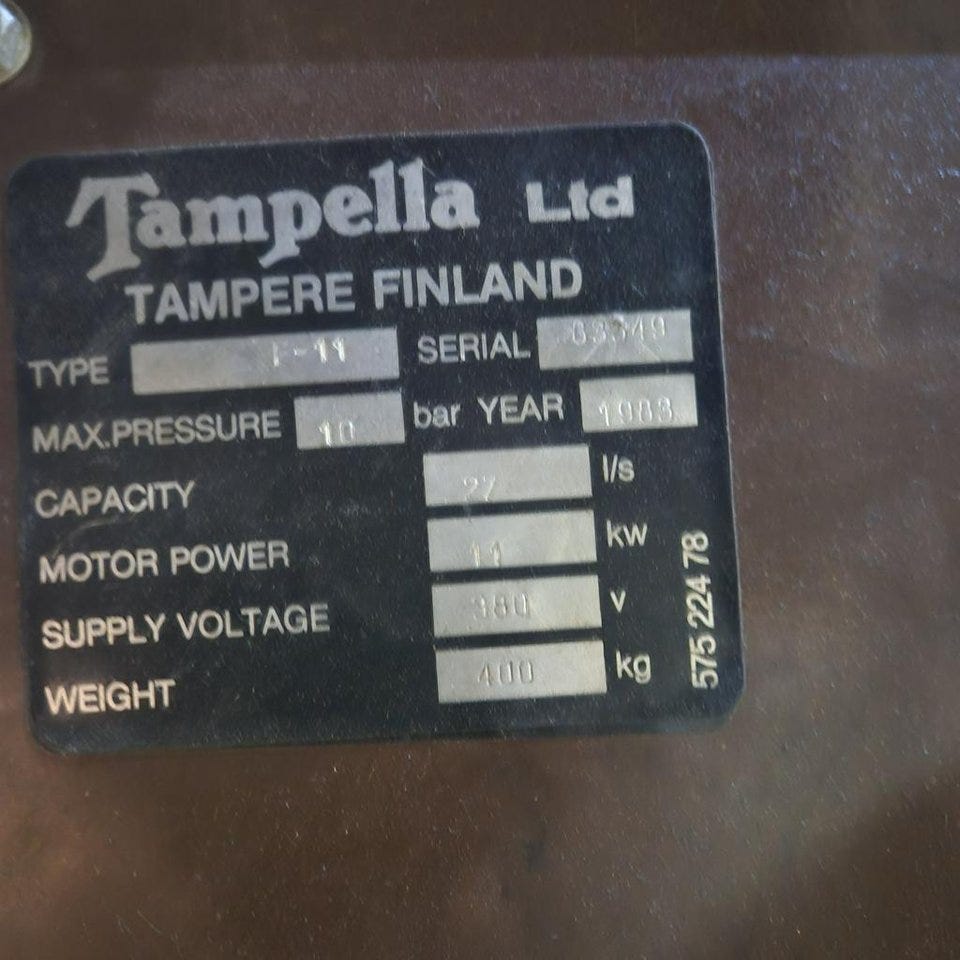 Tampella Ltd
TAMPERE FINLAND
TYPE SERIAL
MAX.PRESSURE 10 bar YEAR
CAPACITY 27 l/s
MOTOR POWER 11 kw
SUPPLY VOLTAGE 380 v
WEIGHT 400 kg
575 224 78